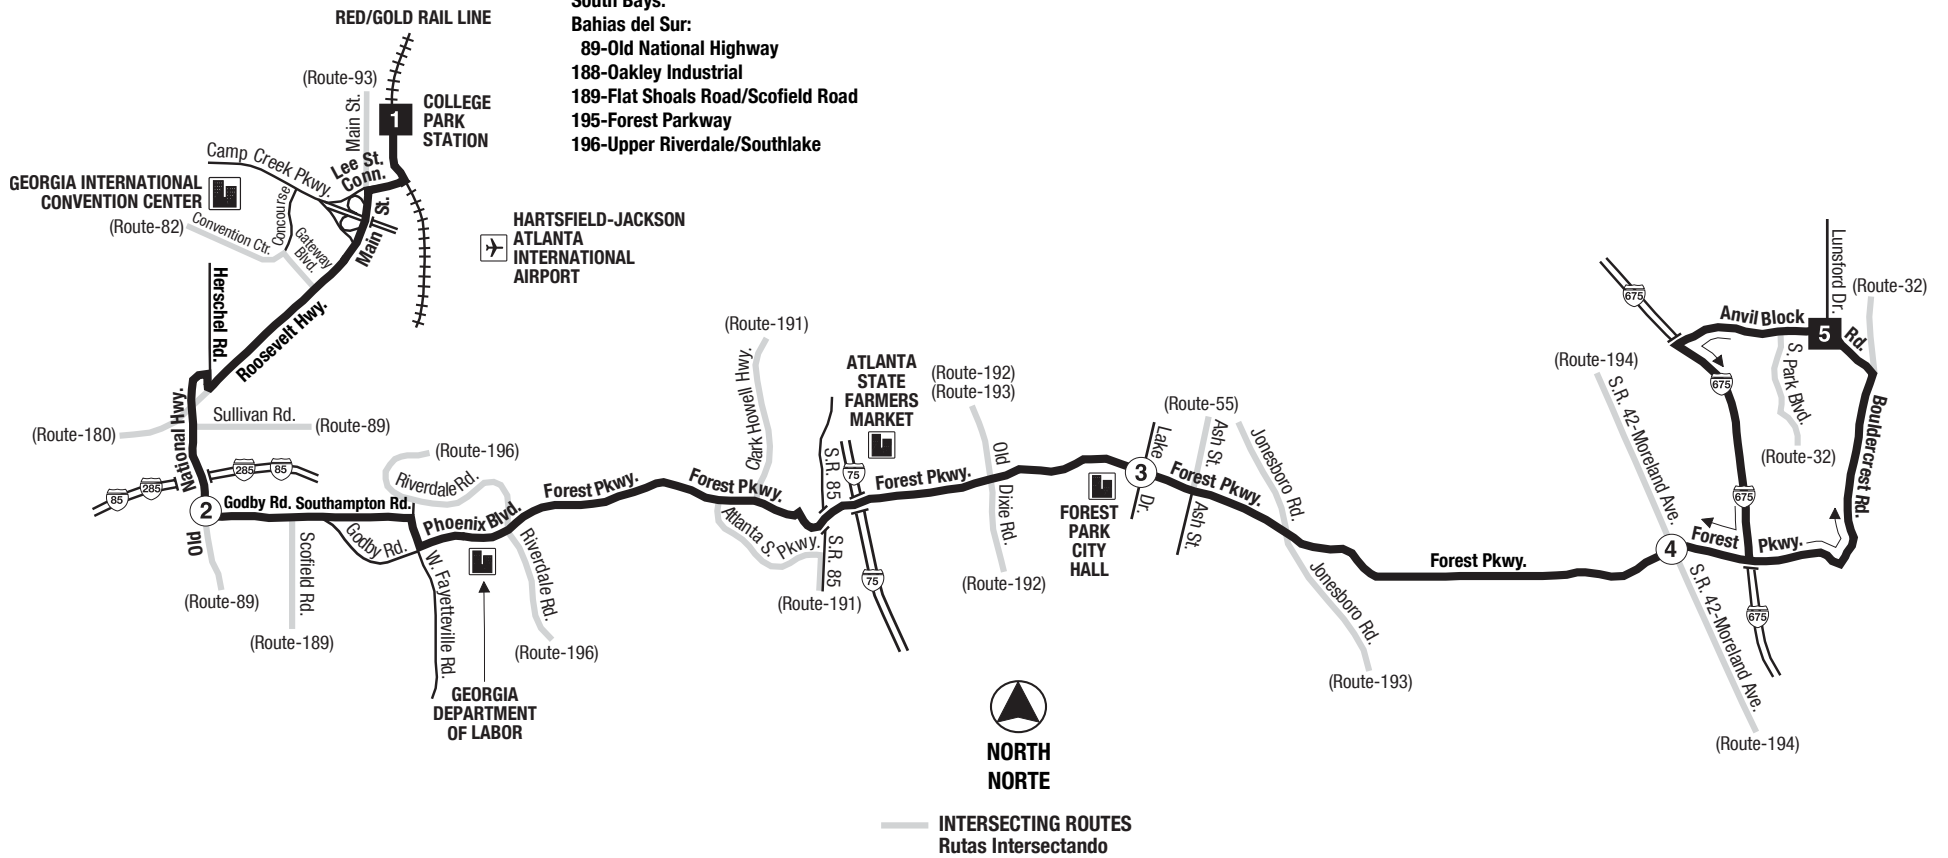 South Bays:
Bahias del Sur:
89-Old National Highway
188-Oakley Industrial
189-Flat Shoals Road/Scofield Road
195-Forest Parkway
196-Upper Riverdale/Southlake
RED/GOLD RAIL LINE
(Route-93)
Main St.
1
COLLEGE
PARK
STATION
Camp Creek Pkwy.
Lee St.
Conn.
GEORGIA INTERNATIONAL
CONVENTION CENTER
(Route-82)
Convention Ctr.
Concourse
Gateway
Blvd.
Main St.
HARTSFIELD-JACKSON
ATLANTA
INTERNATIONAL
AIRPORT
Herschel Rd.
Roosevelt Hwy.
National Hwy.
Sullivan Rd.
(Route-89)
(Route-180)
85
285
285
85
2
Old
(Route-89)
Godby Rd.
Southampton Rd.
Scofield Rd.
(Route-189)
Godby Rd.
(Route-196)
Riverdale Rd.
Phoenix Blvd.
W. Fayetteville Rd.
GEORGIA
DEPARTMENT
OF LABOR
Riverdale Rd.
(Route-196)
Forest Pkwy.
Forest Pkwy.
(Route-191)
Clark Howell Hwy.
Atlanta S. Pkwy.
S.R. 85
S.R. 85
(Route-191)
ATLANTA
STATE
FARMERS
MARKET
75
75
Forest Pkwy.
(Route-192)
(Route-193)
Old
Dixie Rd.
(Route-192)
FOREST
PARK
CITY
HALL
Lake
3
Dr.
Forest Pkwy.
(Route-55)
Ash St.
Ash St.
Jonesboro Rd.
Jonesboro Rd.
(Route-193)
Forest Pkwy.
(Route-194)
S.R. 42-Moreland Ave.
4
S.R. 42-Moreland Ave.
(Route-194)
Forest Pkwy.
675
675
675
675
Anvil Block
5
Rd.
Lunsford Dr.
(Route-32)
S. Park Blvd.
(Route-32)
Bouldercrest Rd.
NORTH
NORTE
INTERSECTING ROUTES
Rutas Intersectando